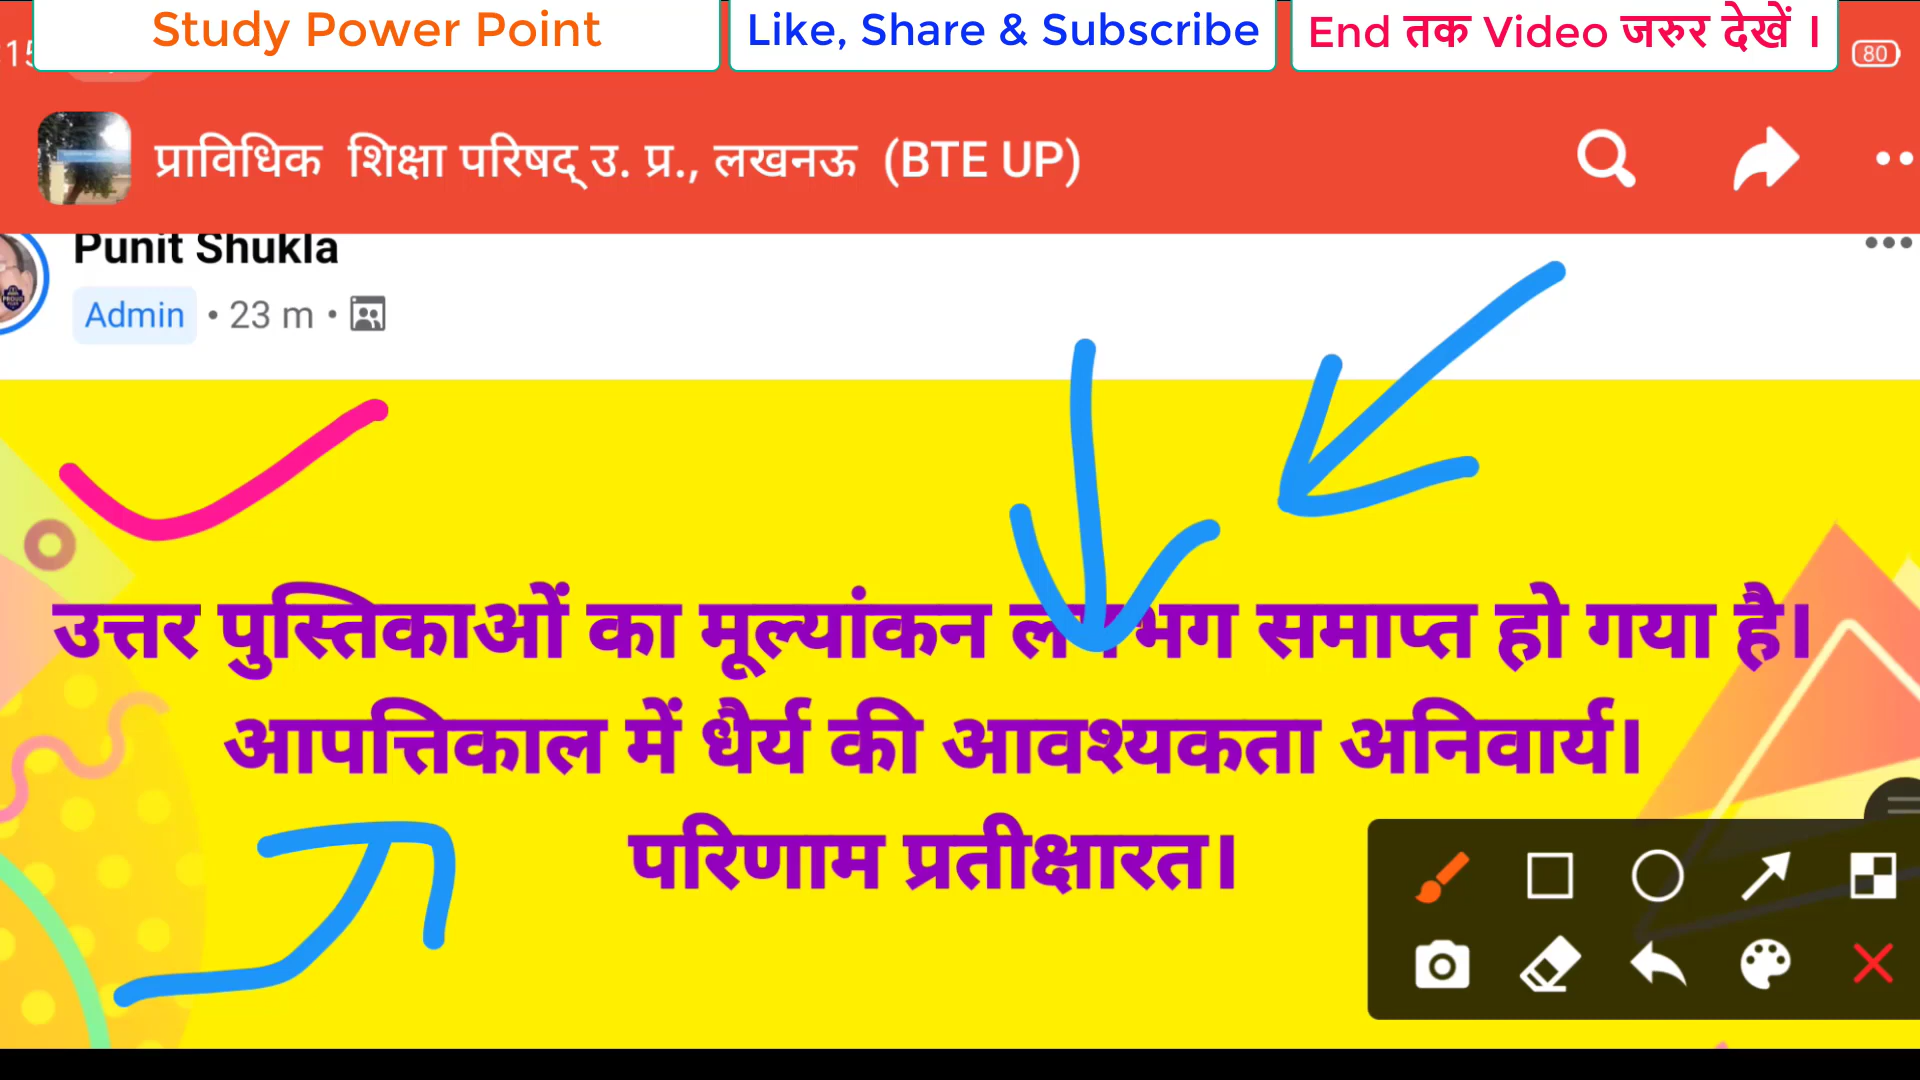 Study Power Point
Like, Share & Subscribe
End तक Video जरुर देखें ।
80
प्राविधिक शिक्षा परिषद् उ. प्र., लखनऊ (BTE UP)
Punit Shukla
Admin • 23 m •
उत्तर पुस्तिकाओं का मूल्यांकन लगभग समाप्त हो गया है।
आपत्तिकाल में धैर्य की आवश्यकता अनिवार्य।
परिणाम प्रतीक्षारत।